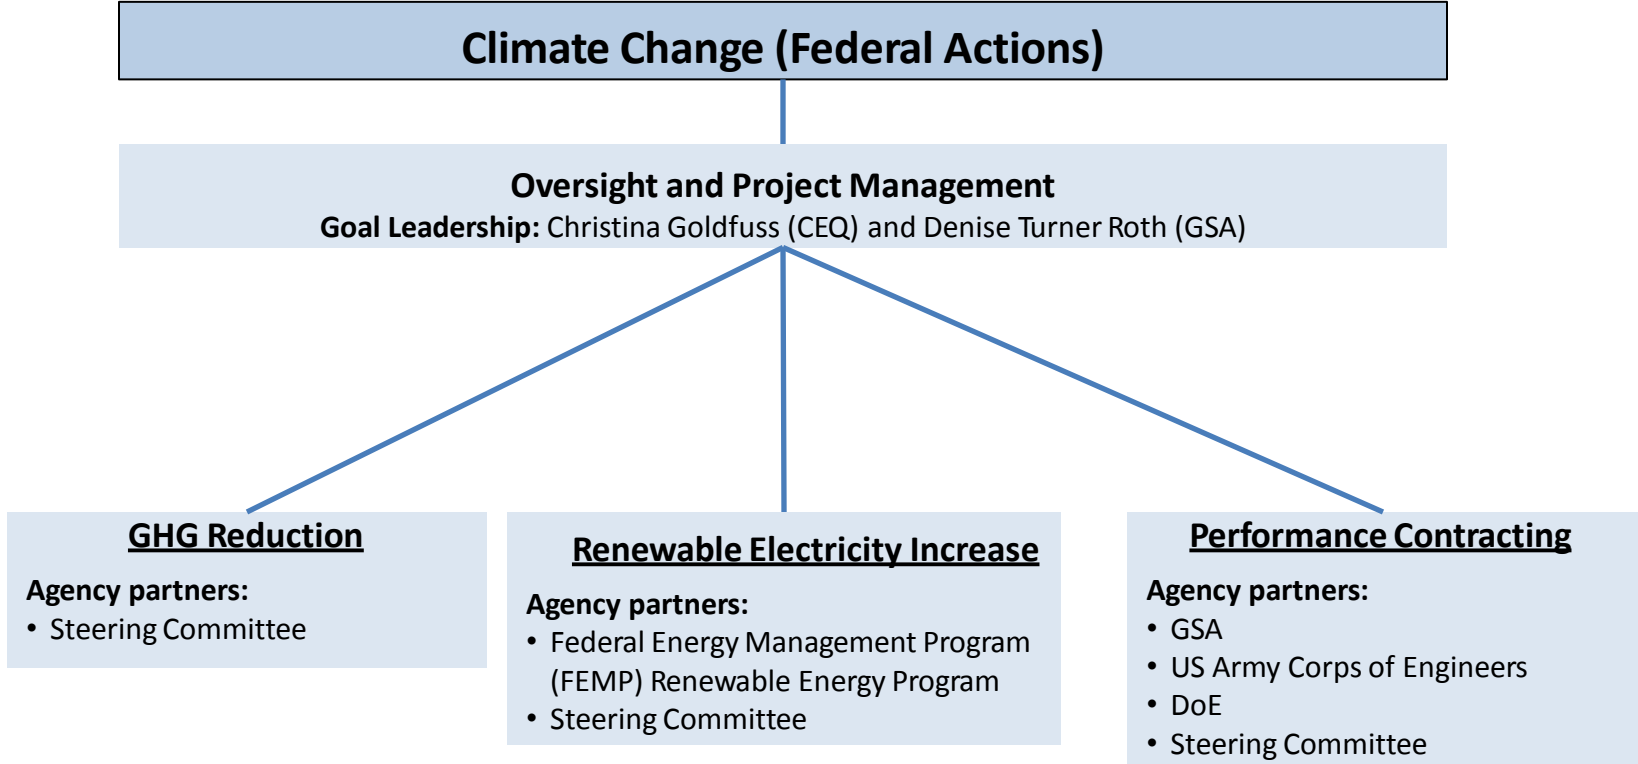 Climate Change (Federal Actions)
Oversight and Project Management
Goal Leadership: Christina Goldfuss (CEQ) and Denise Turner Roth (GSA)
GHG Reduction
Agency partners:
• Steering Committee
Renewable Electricity Increase
Agency partners:
• Federal Energy Management Program
(FEMP) Renewable Energy Program
• Steering Committee
Performance Contracting
Agency partners:
• GSA
• US Army Corps of Engineers
• DoE
• Steering Committee